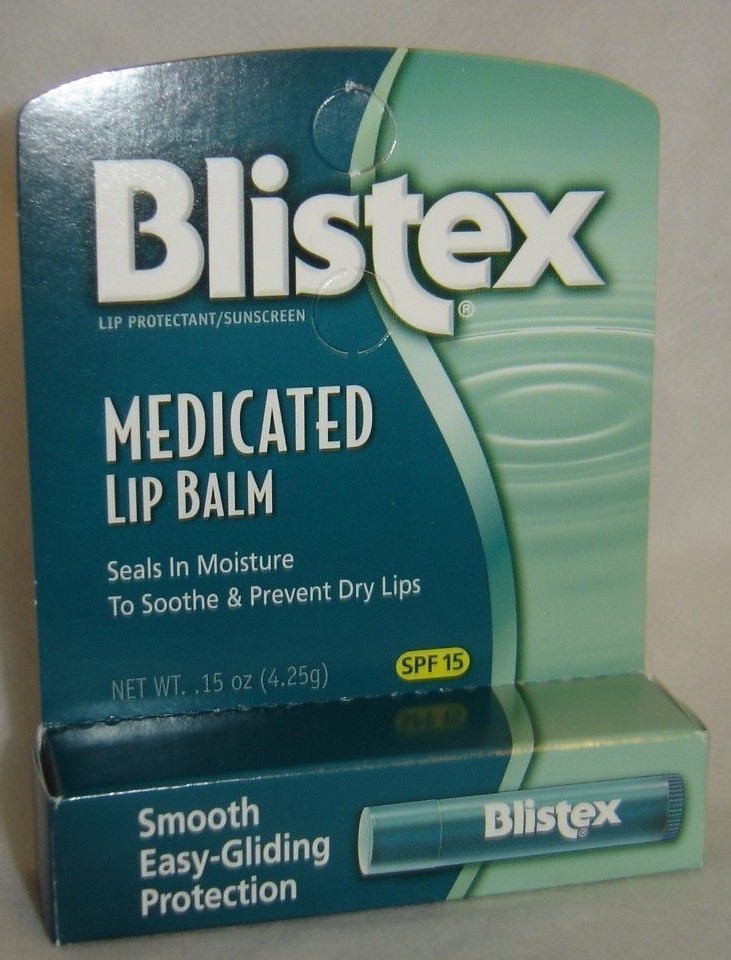 Blistex®
LIP PROTECTANT/SUNSCREEN
MEDICATED
LIP BALM
Seals In Moisture
To Soothe & Prevent Dry Lips
SPF 15
NET WT. .15 oz (4.25g)
Smooth
Easy-Gliding
Protection
Blistex®